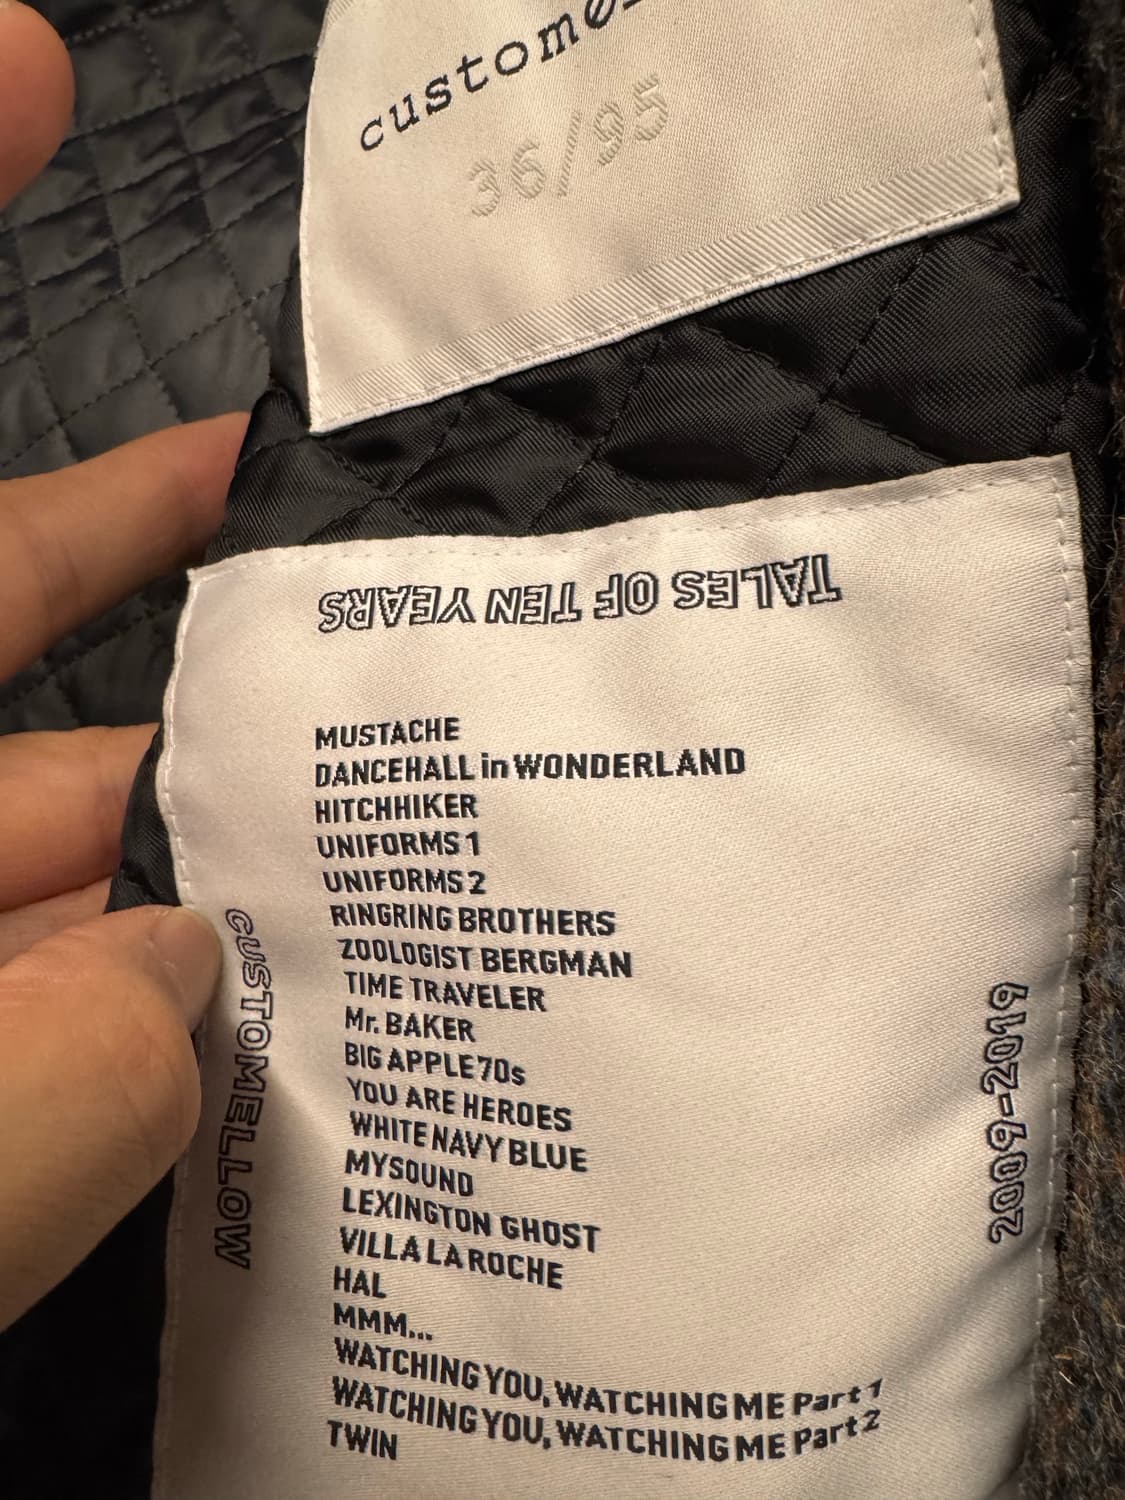 36/95
TALES OF TEN YEARS
MUSTACHE
DANCEHALL in WONDERLAND
HITCHHIKER
UNIFORMS 1
UNIFORMS 2
RINGRING BROTHERS
ZOOLOGIST BERGMAN
TIME TRAVELER
Mr. BAKER
BIG APPLE 70s
YOU ARE HEROES
WHITE NAVY BLUE
MYSOUND
LEXINGTON GHOST
VILLA LA ROCHE
HAL
MMM...
WATCHING YOU, WATCHING ME Part 1
WATCHING YOU, WATCHING ME Part 2
TWIN
CUSTOMELLOW
2009-2019